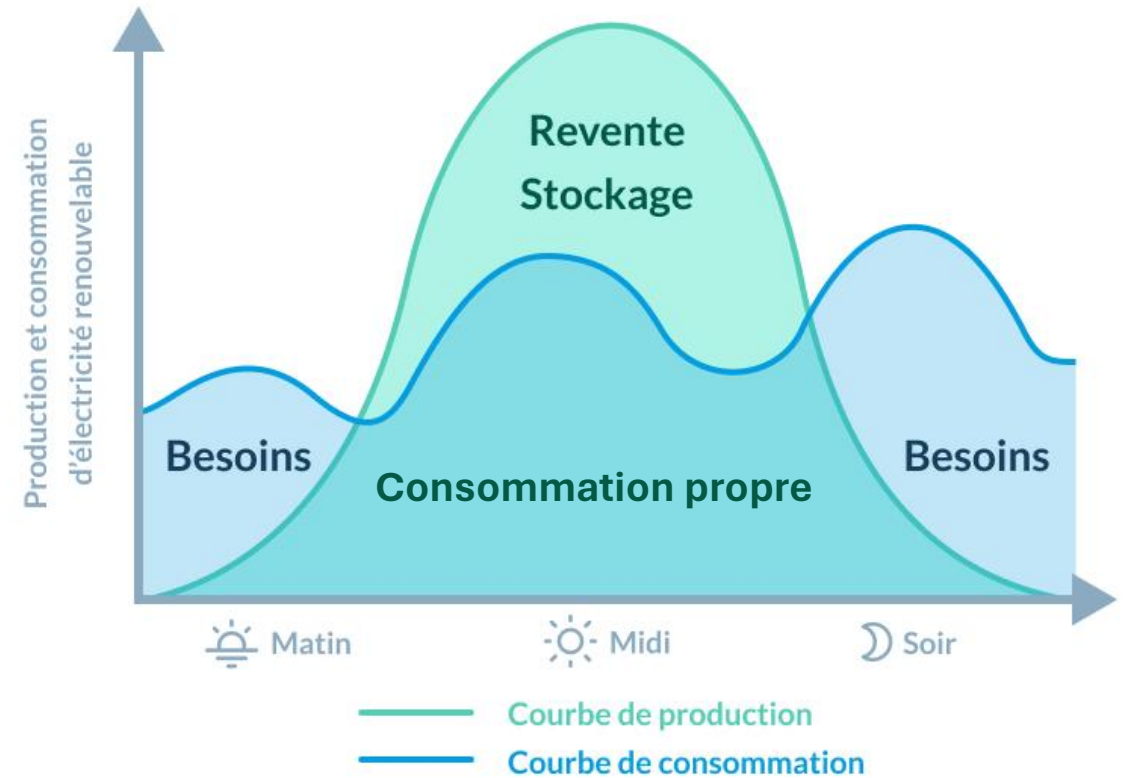 Production et consommation
d'électricité renouvelable
Revente
Stockage
Besoins
Consommation propre
Besoins
Matin
Midi
Soir
Courbe de production
Courbe de consommation